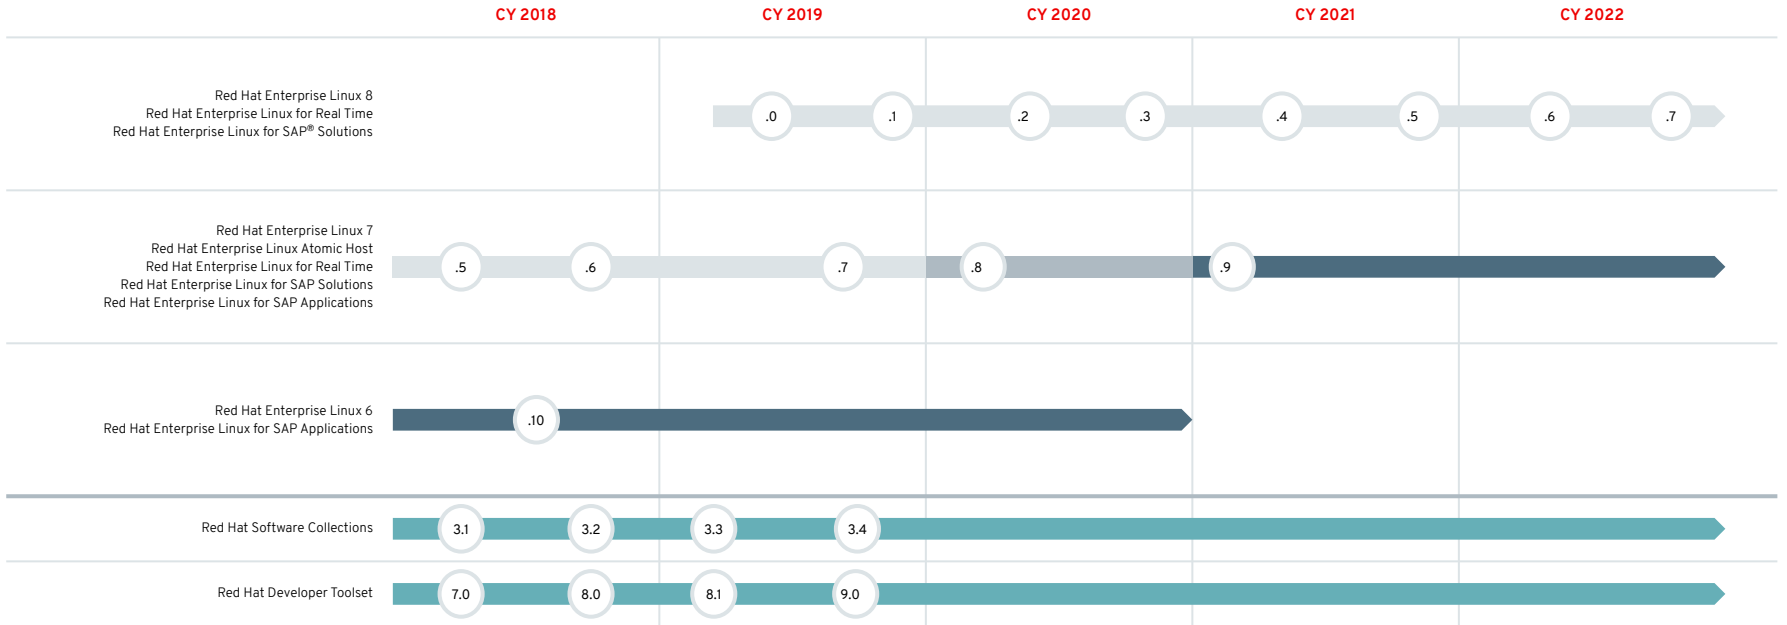 CY 2018 CY 2019 CY 2020 CY 2021 CY 2022
Red Hat Enterprise Linux 8
Red Hat Enterprise Linux for Real Time
Red Hat Enterprise Linux for SAP® Solutions
.0 .1 .2 .3 .4 .5 .6 .7
Red Hat Enterprise Linux 7
Red Hat Enterprise Linux Atomic Host
Red Hat Enterprise Linux for Real Time
Red Hat Enterprise Linux for SAP Solutions
Red Hat Enterprise Linux for SAP Applications
.5 .6 .7 .8 .9
Red Hat Enterprise Linux 6
Red Hat Enterprise Linux for SAP Applications
.10
Red Hat Software Collections 3.1 3.2 3.3 3.4
Red Hat Developer Toolset 7.0 8.0 8.1 9.0